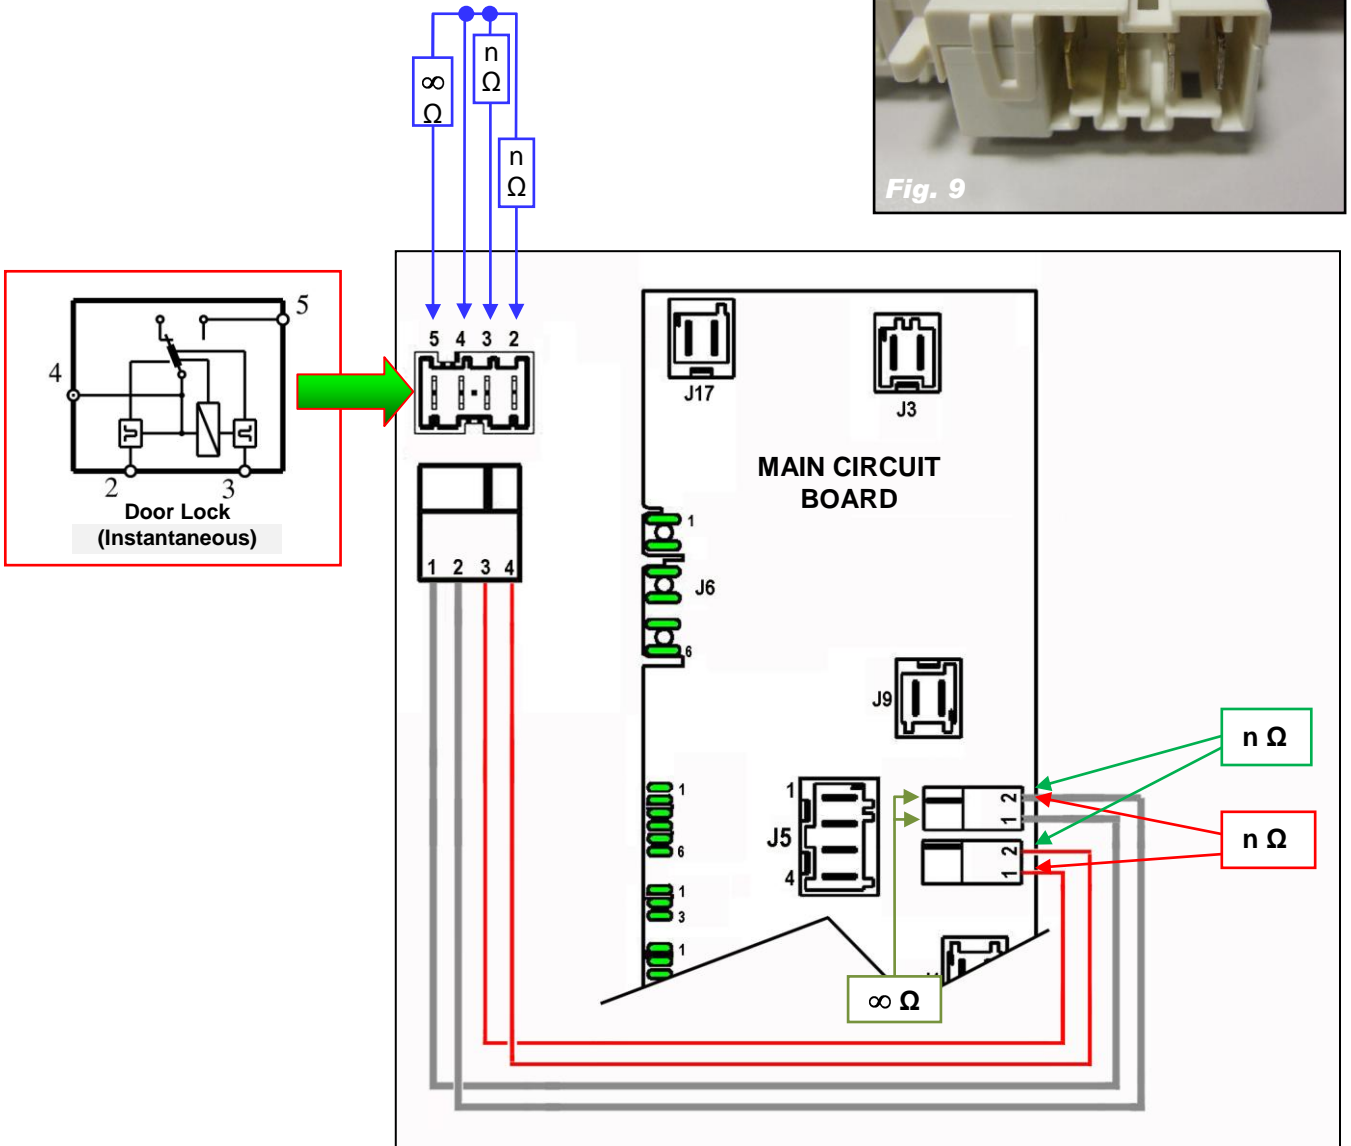 ∞
Ω
n
Ω
n
Ω
Fig. 9
5
4
2
3
Door Lock
(Instantaneous)
5 4 3 2
1 2 3 4
J17
J3
MAIN CIRCUIT
BOARD
1
J6
6
J9
n Ω
n Ω
1
J5
4
2
1
2
1
1
6
1
3
1
∞ Ω